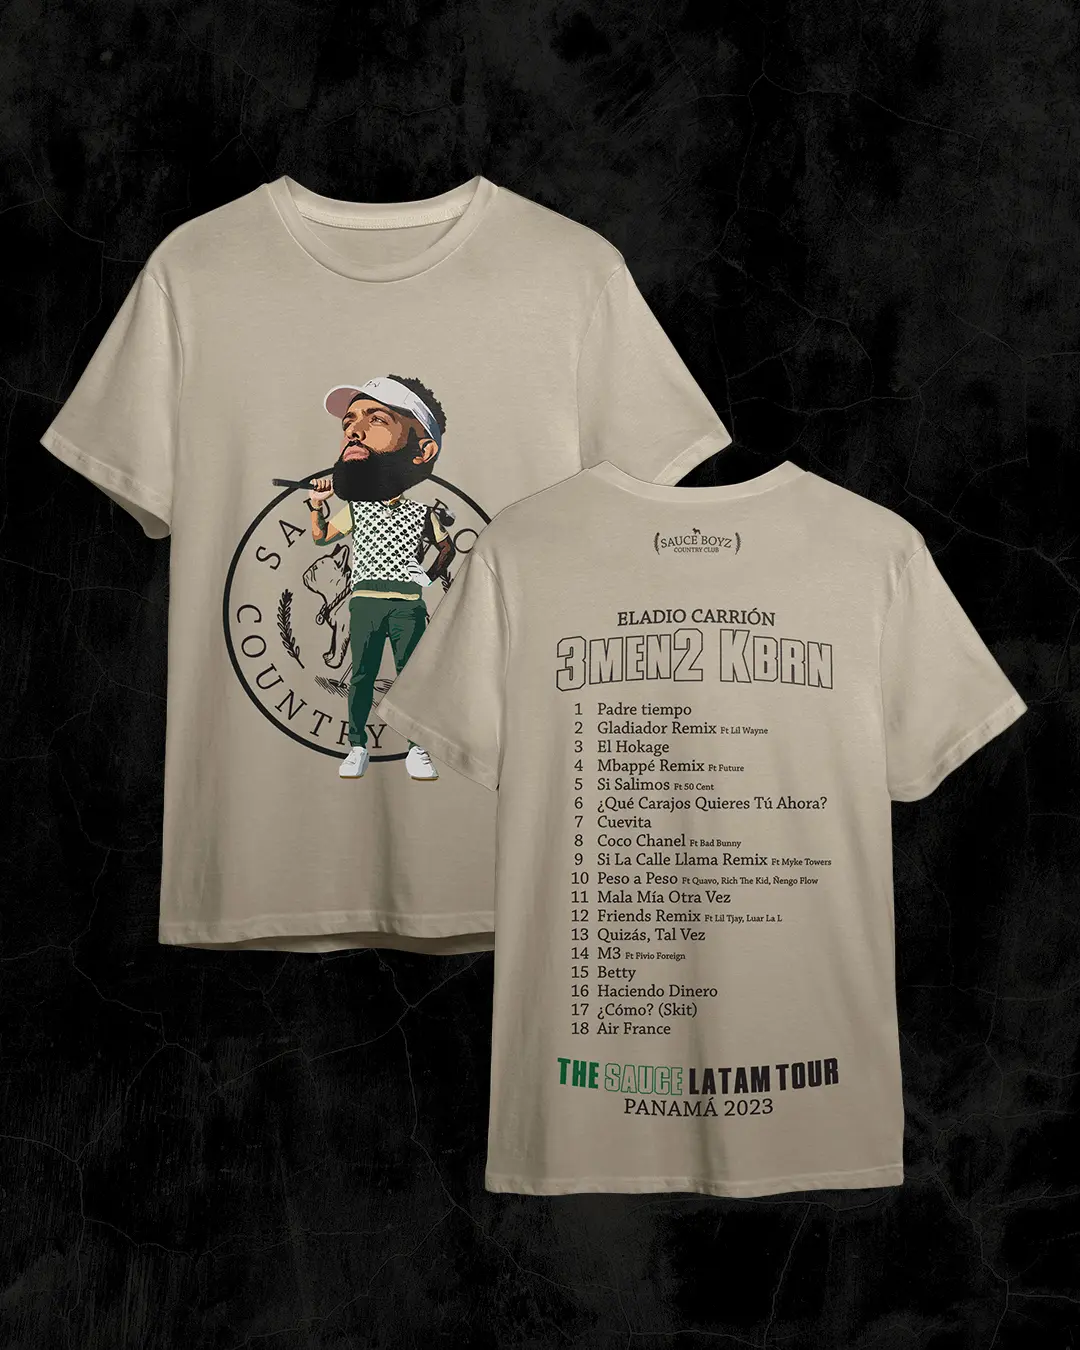 SAU
BO
COUNTRY
SAUCE BOYZ
COUNTRY CLUB
ELADIO CARRIÓN
3MEN2 KBRN
1 Padre tiempo
2 Gladiador Remix Ft Lil Wayne
3 El Hokage
4 Mbappé Remix Ft Future
5 Si Salimos Ft 50 Cent
6 ¿Qué Carajos Quieres Tú Ahora?
7 Cuevita
8 Coco Chanel Ft Bad Bunny
9 Si La Calle Llama Remix Ft Myke Towers
10 Peso a Peso Ft Quavo, Rich The Kid, Ñengo Flow
11 Mala Mía Otra Vez
12 Friends Remix Ft Lil Tjay, Luar La L
13 Quizás, Tal Vez
14 M3 Ft Fivio Foreign
15 Betty
16 Haciendo Dinero
17 ¿Cómo? (Skit)
18 Air France
THE SAUCE LATAM TOUR
PANAMÁ 2023